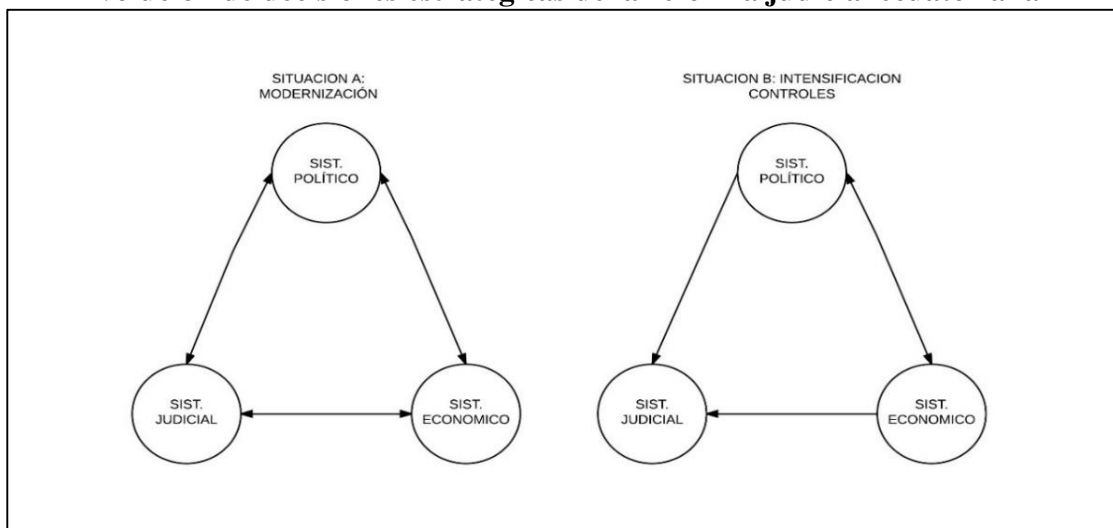 SITUACION A:
MODERNIZACIÓN
SIST.
POLÍTICO
SIST.
JUDICIAL
SIST.
ECONOMICO
SITUACION B: INTENSIFICACION
CONTROLES
SIST.
POLÍTICO
SIST.
JUDICIAL
SIST.
ECONOMICO